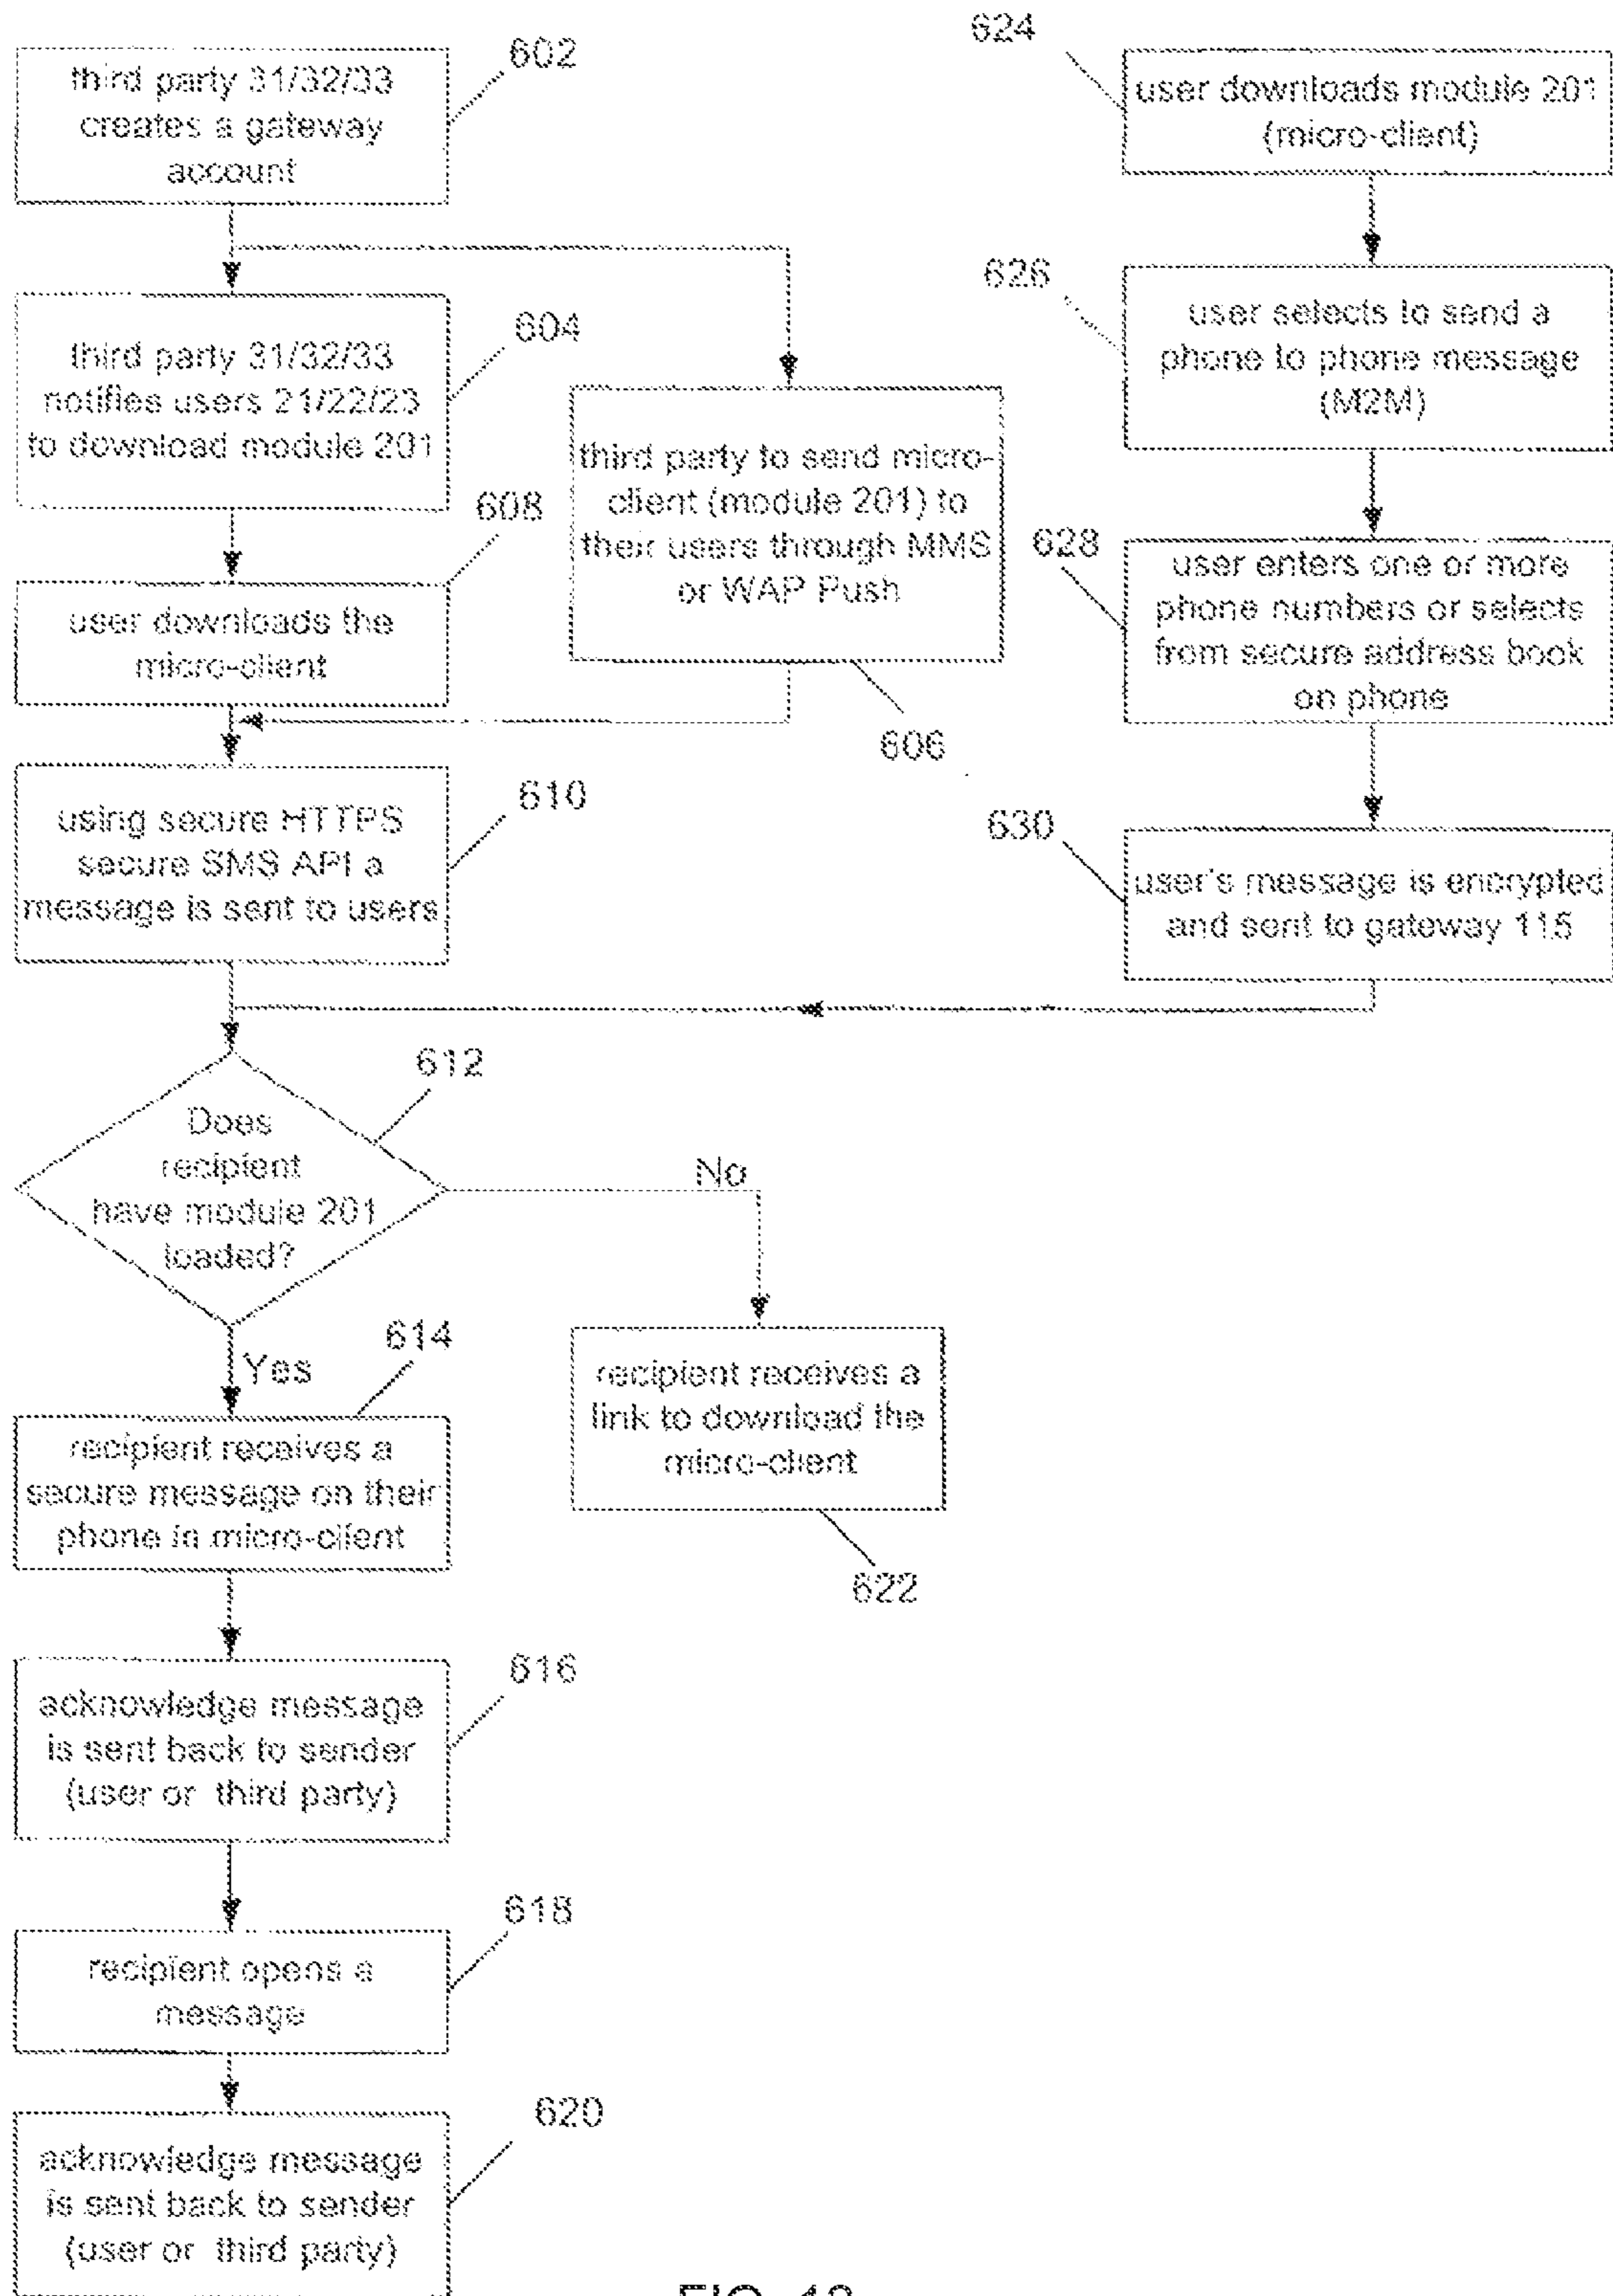 602
third party 31/32/33
creates a gateway
account
604
third party 31/32/33
notifies users 21/22/23
to download module 201
608
user downloads the
micro-client
third party to send micro-
client (module 201) to
their users through MMS
or WAP Push
606
610
using secure HTTPS
secure SMS API a
message is sent to users
624
user downloads module 201
(micro-client)
626
user selects to send a
phone to phone message
(M2M)
628
user enters one or more
phone numbers or selects
from secure address book
on phone
630
user's message is encrypted
and sent to gateway 115
612
Does
recipient
have module 201
loaded?
No
Yes
614
recipient receives a
secure message on their
phone in micro-client
recipient receives a
link to download the
micro-client
622
616
acknowledge message
is sent back to sender
(user or third party)
618
recipient opens a
message
620
acknowledge message
is sent back to sender
(user or third party)